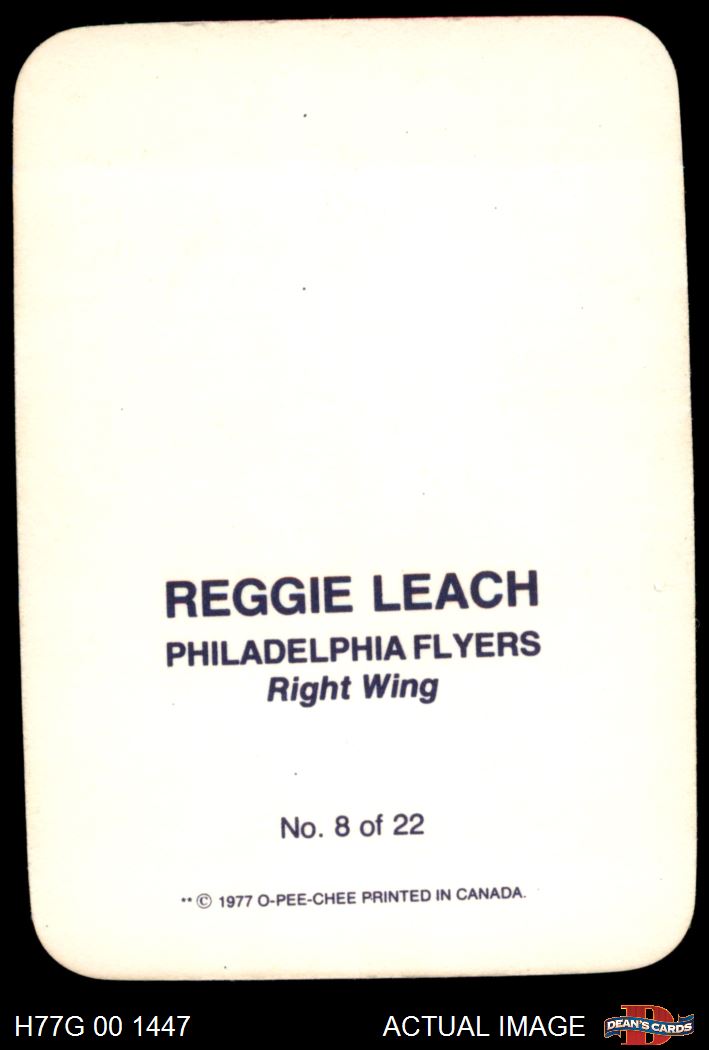 REGGIE LEACH
PHILADELPHIA FLYERS
Right Wing
No. 8 of 22
** © 1977 O-PEE-CHEE PRINTED IN CANADA.
H77G 00 1447
ACTUAL IMAGE
D
DEAN'S CARDS